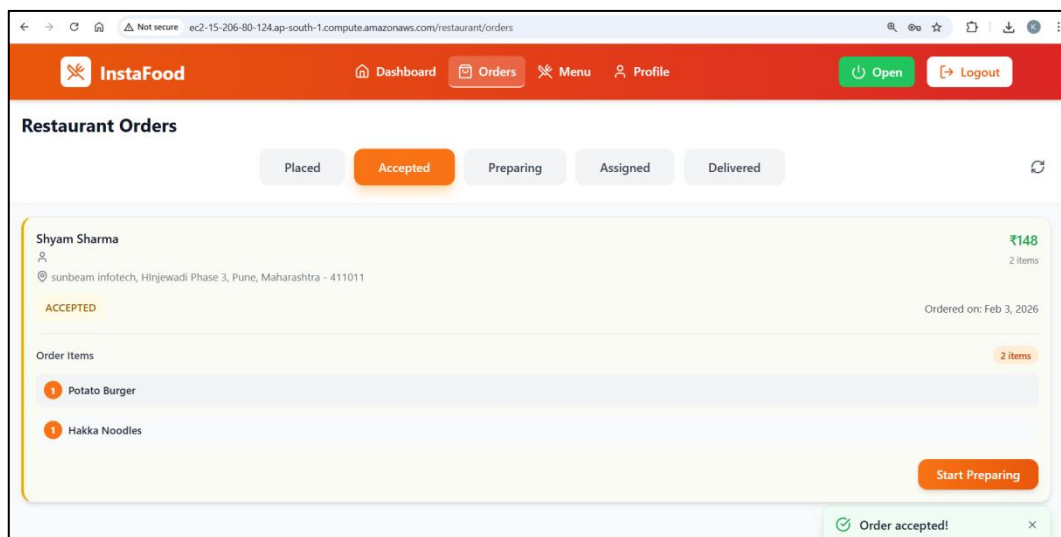 Not secure ec2-15-206-80-124.ap-south-1.compute.amazonaws.com/restaurant/orders K
InstaFood Dashboard Orders Menu Profile Open Logout
Restaurant Orders
Placed Accepted Preparing Assigned Delivered
Shyam Sharma ₹148
2 items
sunbeam infotech, HInjewadi Phase 3, Pune, Maharashtra - 411011
ACCEPTED Ordered on: Feb 3, 2026
Order Items 2 items
1 Potato Burger
1 Hakka Noodles
Start Preparing
Order accepted!